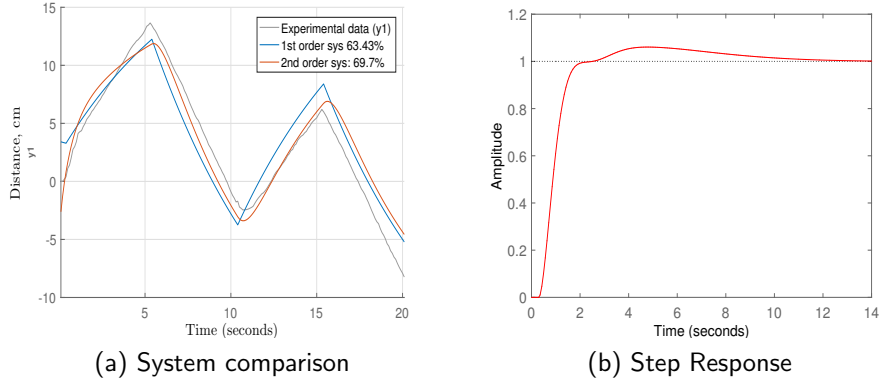 15
10
5
0
-5
-10
0
5
10
15
20
Distance, cm
y1
Time (seconds)
Experimental data (y1)
1st order sys 63.43%
2nd order sys: 69.7%
(a) System comparison
1.2
1
0.8
0.6
0.4
0.2
0
0
2
4
6
8
10
12
14
Amplitude
Time (seconds)
(b) Step Response